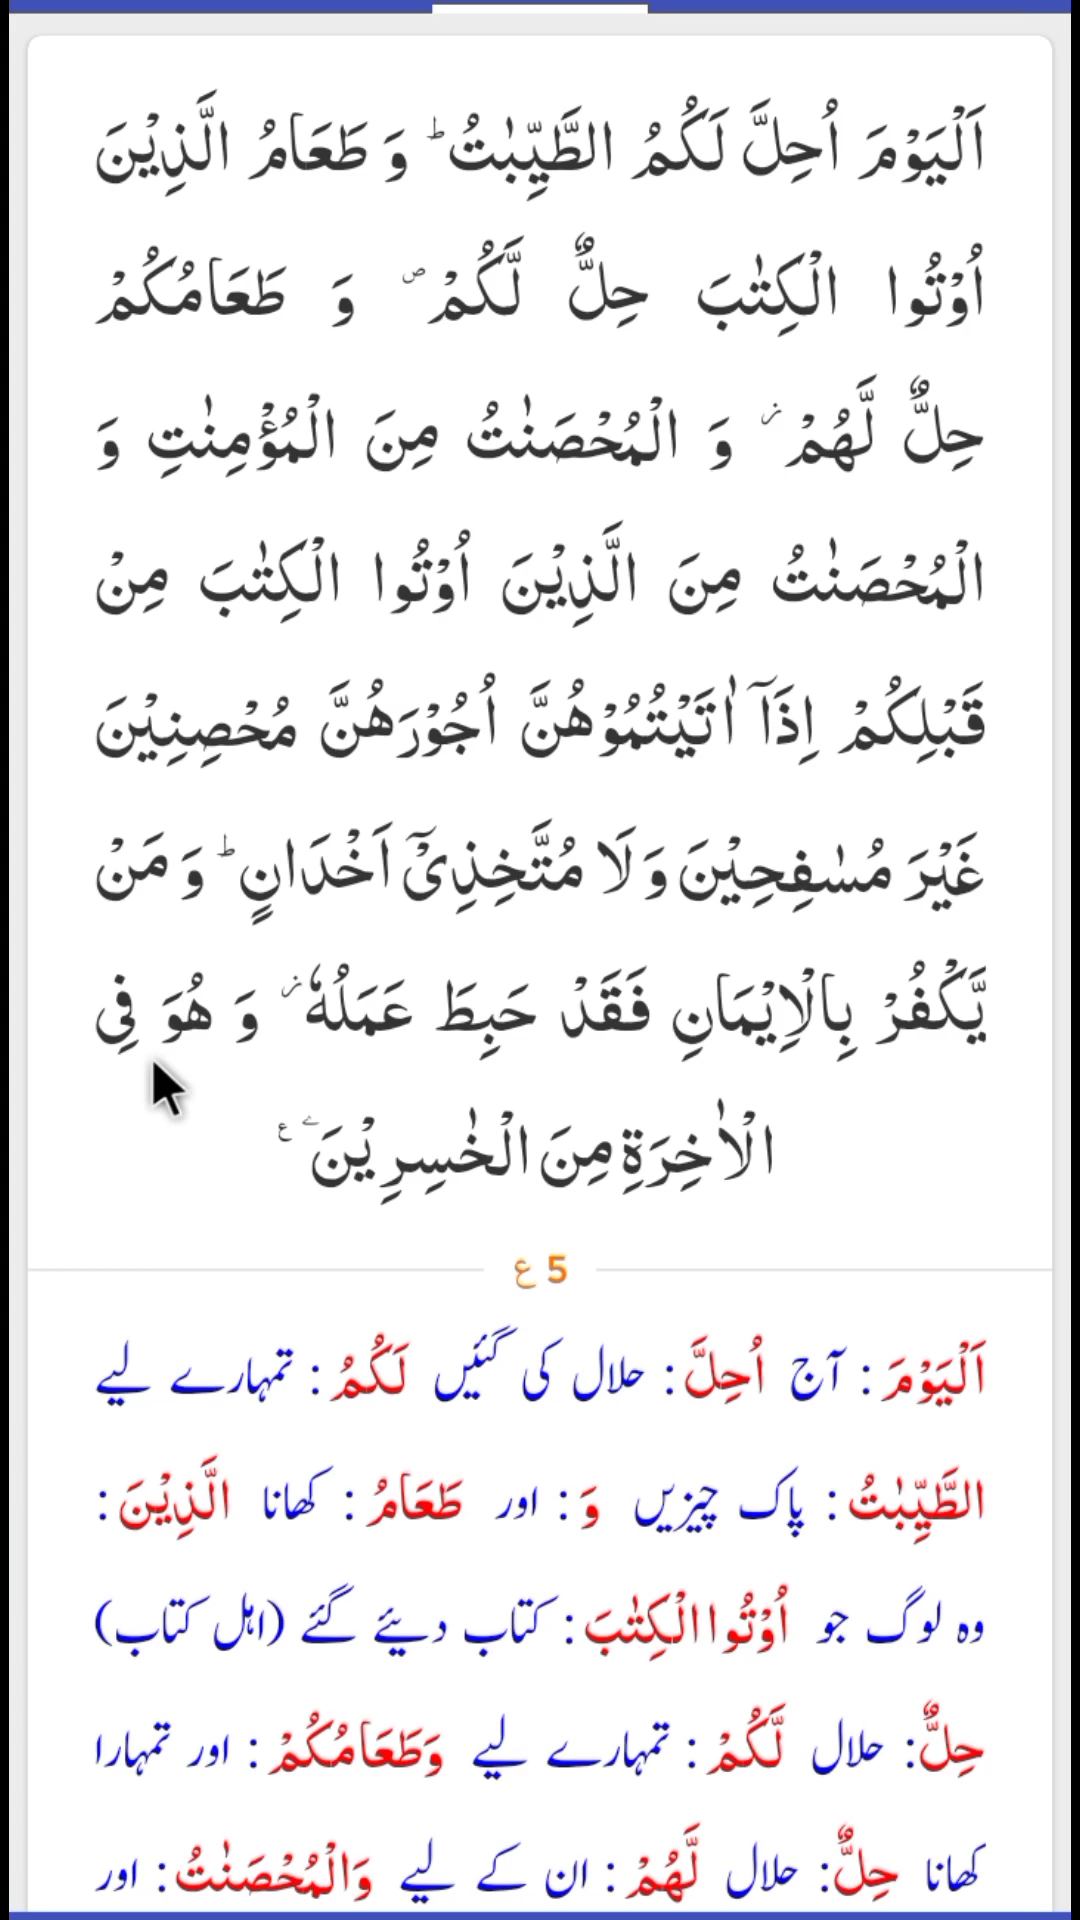 اَلْيَوْمَ اُحِلَّ لَكُمُ الطَّيِّبٰتُ ؕ وَ طَعَامُ الَّذِيْنَ
اُوْتُوا الْكِتٰبَ حِلٌّ لَّكُمْ ۪ وَ طَعَامُكُمْ
حِلٌّ لَّهُمْ ؗ وَ الْمُحْصَنٰتُ مِنَ الْمُؤْمِنٰتِ وَ
الْمُحْصَنٰتُ مِنَ الَّذِيْنَ اُوْتُوا الْكِتٰبَ مِنْ
قَبْلِكُمْ اِذَاۤ اٰتَيْتُمُوْهُنَّ اُجُوْرَهُنَّ مُحْصِنِيْنَ
غَيْرَ مُسٰفِحِيْنَ وَ لَا مُتَّخِذِیْۤ اَخْدَانٍ ؕ وَ مَنْ
يَّكْفُرْ بِالْاِيْمَانِ فَقَدْ حَبِطَ عَمَلُهٗ ؗ وَ هُوَ فِی
الْاٰخِرَةِ مِنَ الْخٰسِرِيْنَ ۠ ع
5 ع
اَلْيَوْمَ : آج اُحِلَّ : حلال کی گئیں لَكُمُ : تمہارے لیے
الطَّيِّبٰتُ : پاک چیزیں وَ : اور طَعَامُ : کھانا الَّذِيْنَ :
وہ لوگ جو اُوْتُوا الْكِتٰبَ : کتاب دیئے گئے (اہل کتاب)
حِلٌّ : حلال لَّكُمْ : تمہارے لیے وَطَعَامُكُمْ : اور تمہارا
کھانا حِلٌّ : حلال لَّهُمْ : ان کے لیے وَالْمُحْصَنٰتُ : اور